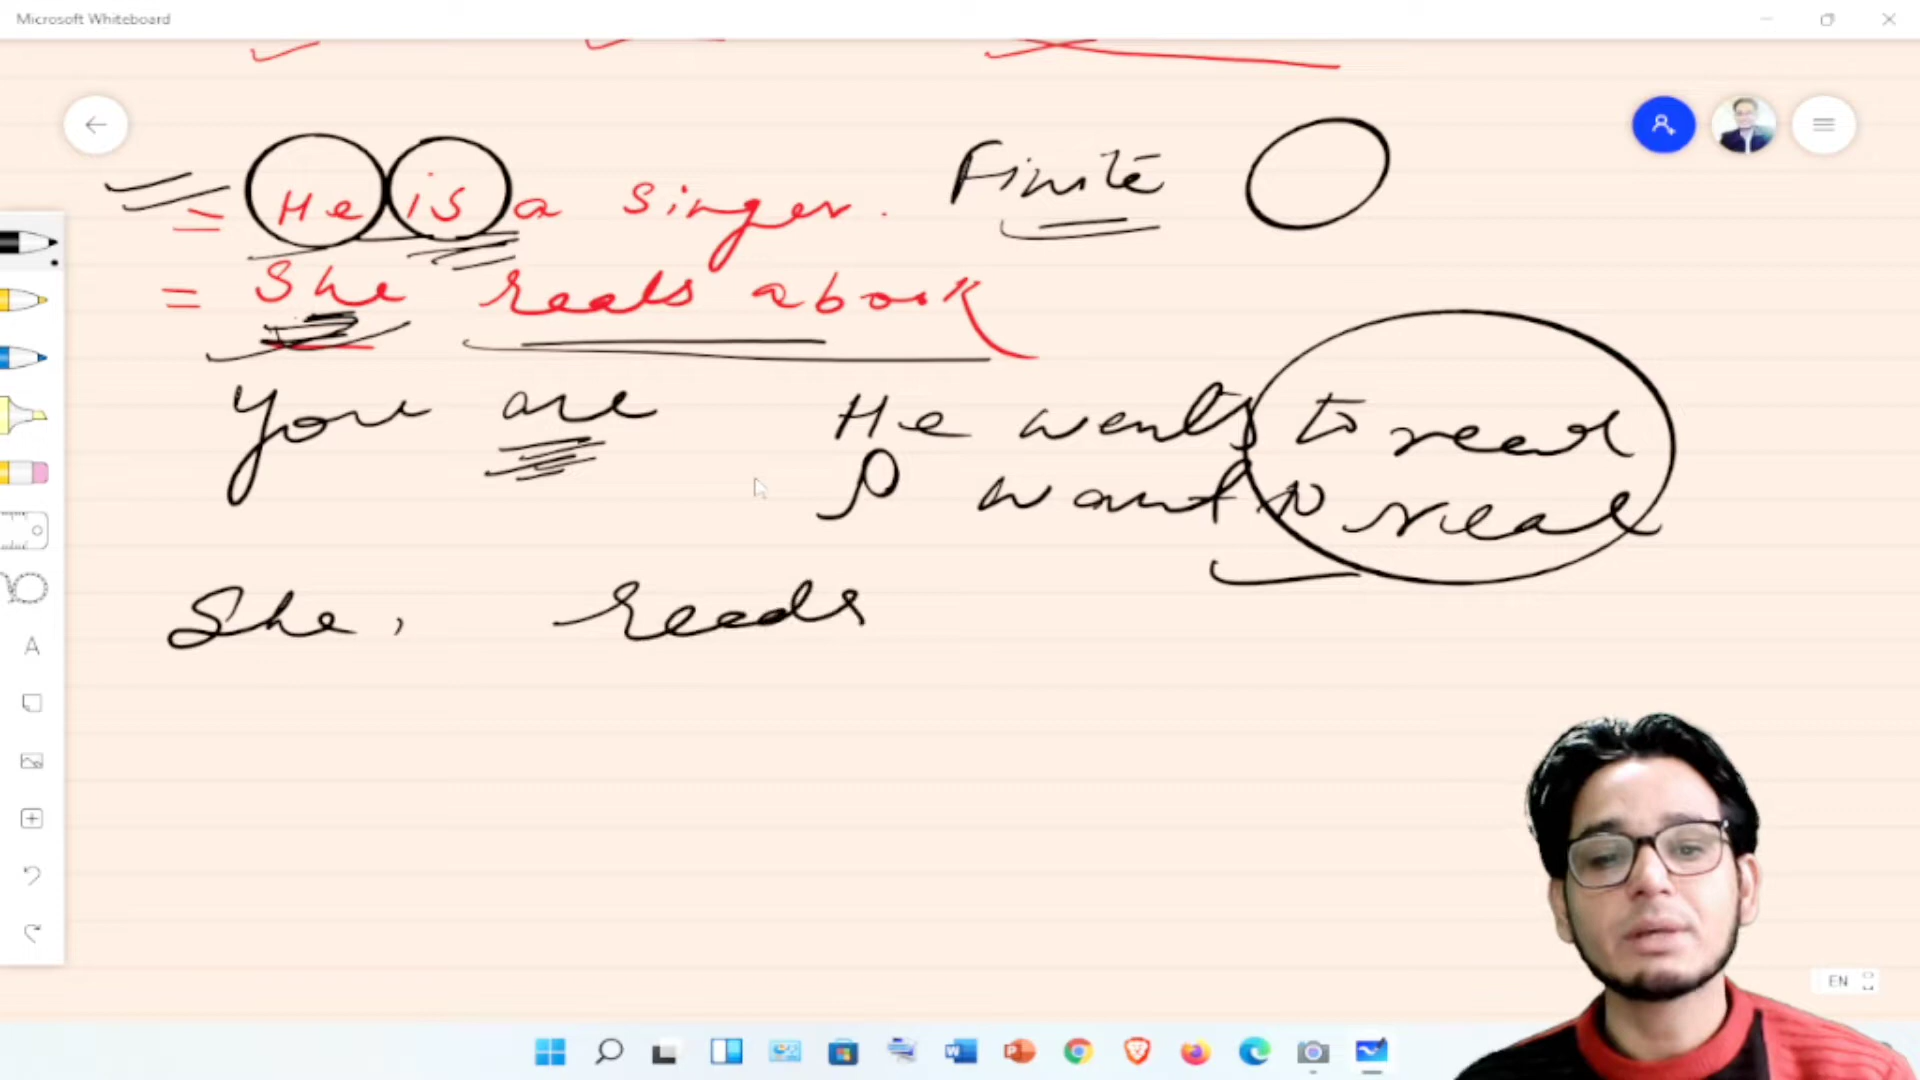 Microsoft Whiteboard
= He is a singer. Finite
= She reads a book
You are He wents to read
I want to read
She, reads
A
EN